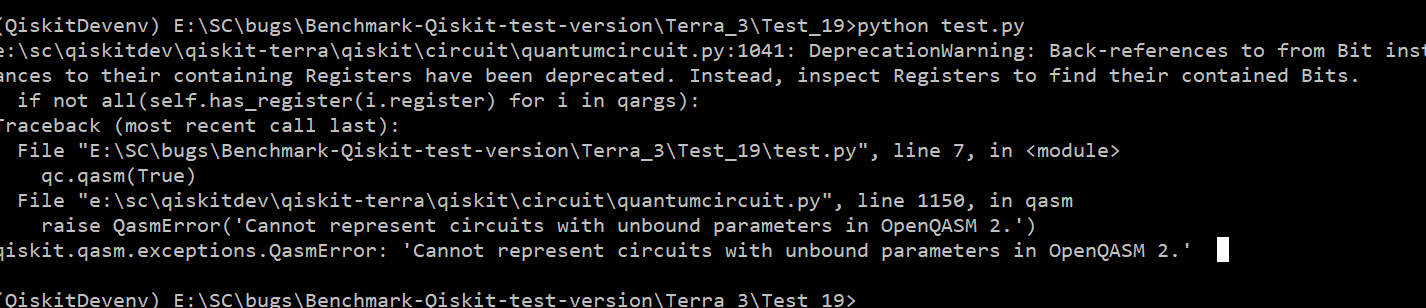 (QiskitDevenv) E:\SC\bugs\Benchmark-Qiskit-test-version\Terra_3\Test_19>python test.py
e:\sc\qiskitdev\qiskit-terra\qiskit\circuit\quantumcircuit.py:1041: DeprecationWarning: Back-references to from Bit inst
ances to their containing Registers have been deprecated. Instead, inspect Registers to find their contained Bits.
  if not all(self.has_register(i.register) for i in qargs):
Traceback (most recent call last):
  File "E:\SC\bugs\Benchmark-Qiskit-test-version\Terra_3\Test_19\test.py", line 7, in <module>
    qc.qasm(True)
  File "e:\sc\qiskitdev\qiskit-terra\qiskit\circuit\quantumcircuit.py", line 1150, in qasm
    raise QasmError('Cannot represent circuits with unbound parameters in OpenQASM 2.')
qiskit.qasm.exceptions.QasmError: 'Cannot represent circuits with unbound parameters in OpenQASM 2.'
(QiskitDevenv) E:\SC\bugs\Benchmark-Qiskit-test-version\Terra_3\Test_19>